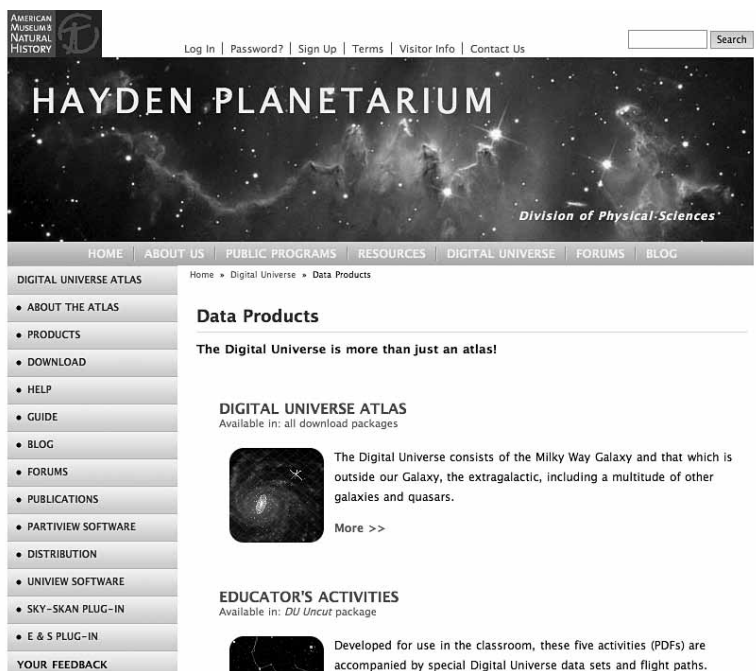 AMERICAN
MUSEUM & 
NATURAL
HISTORY
Log In | Password? | Sign Up | Terms | Visitor Info | Contact Us
Search
HAYDEN PLANETARIUM
Division of Physical Sciences
HOME | ABOUT US | PUBLIC PROGRAMS | RESOURCES | DIGITAL UNIVERSE | FORUMS | BLOG
Home » Digital Universe » Data Products
DIGITAL UNIVERSE ATLAS
• ABOUT THE ATLAS
• PRODUCTS
• DOWNLOAD
• HELP
• GUIDE
• BLOG
• FORUMS
• PUBLICATIONS
• PARTIVIEW SOFTWARE
• DISTRIBUTION
• UNIVIEW SOFTWARE
• SKY-SKAN PLUG-IN
• E & S PLUG-IN
YOUR FEEDBACK
Data Products
The Digital Universe is more than just an atlas!
DIGITAL UNIVERSE ATLAS
Available in: all download packages
The Digital Universe consists of the Milky Way Galaxy and that which is
outside our Galaxy, the extragalactic, including a multitude of other
galaxies and quasars.
More >>
EDUCATOR'S ACTIVITIES
Available in: DU Uncut package
Developed for use in the classroom, these five activities (PDFs) are
accompanied by special Digital Universe data sets and flight paths.